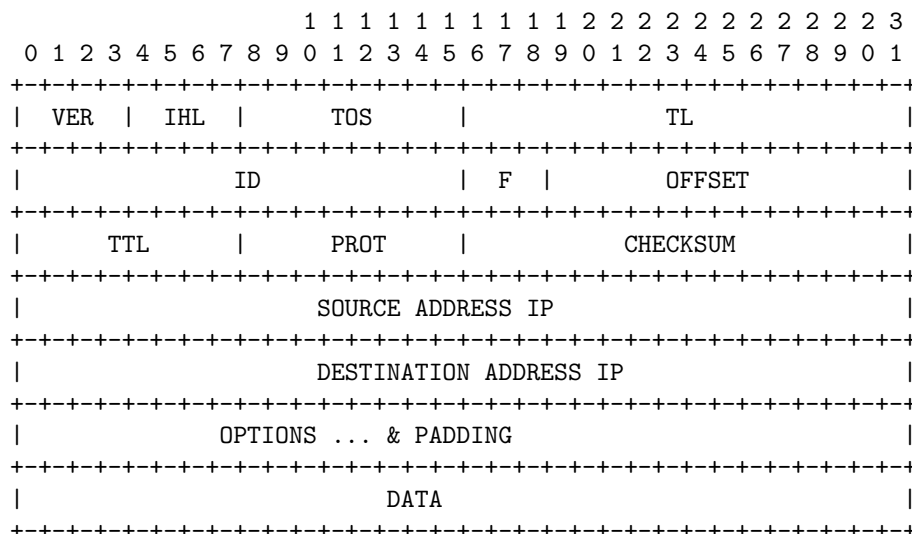 1 1 1 1 1 1 1 1 1 1 2 2 2 2 2 2 2 2 2 2 3 3
0 1 2 3 4 5 6 7 8 9 0 1 2 3 4 5 6 7 8 9 0 1 2 3 4 5 6 7 8 9 0 1
+-+-+-+-+-+-+-+-+-+-+-+-+-+-+-+-+-+-+-+-+-+-+-+-+-+-+-+-+-+-+-+-+
| VER | IHL | TOS | TL |
+-+-+-+-+-+-+-+-+-+-+-+-+-+-+-+-+-+-+-+-+-+-+-+-+-+-+-+-+-+-+-+-+
| ID | F | OFFSET |
+-+-+-+-+-+-+-+-+-+-+-+-+-+-+-+-+-+-+-+-+-+-+-+-+-+-+-+-+-+-+-+-+
| TTL | PROT | CHECKSUM |
+-+-+-+-+-+-+-+-+-+-+-+-+-+-+-+-+-+-+-+-+-+-+-+-+-+-+-+-+-+-+-+-+
| SOURCE ADDRESS IP |
+-+-+-+-+-+-+-+-+-+-+-+-+-+-+-+-+-+-+-+-+-+-+-+-+-+-+-+-+-+-+-+-+
| DESTINATION ADDRESS IP |
+-+-+-+-+-+-+-+-+-+-+-+-+-+-+-+-+-+-+-+-+-+-+-+-+-+-+-+-+-+-+-+-+
| OPTIONS ... & PADDING |
+-+-+-+-+-+-+-+-+-+-+-+-+-+-+-+-+-+-+-+-+-+-+-+-+-+-+-+-+-+-+-+-+
| DATA |
+-+-+-+-+-+-+-+-+-+-+-+-+-+-+-+-+-+-+-+-+-+-+-+-+-+-+-+-+-+-+-+-+